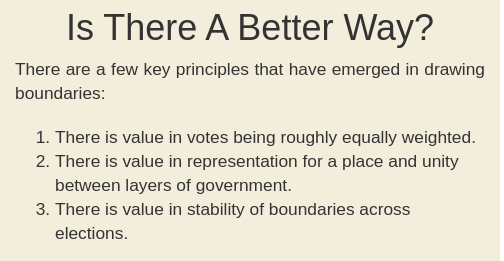 Is There A Better Way?
There are a few key principles that have emerged in drawing
boundaries:
1. There is value in votes being roughly equally weighted.
2. There is value in representation for a place and unity
between layers of government.
3. There is value in stability of boundaries across
elections.